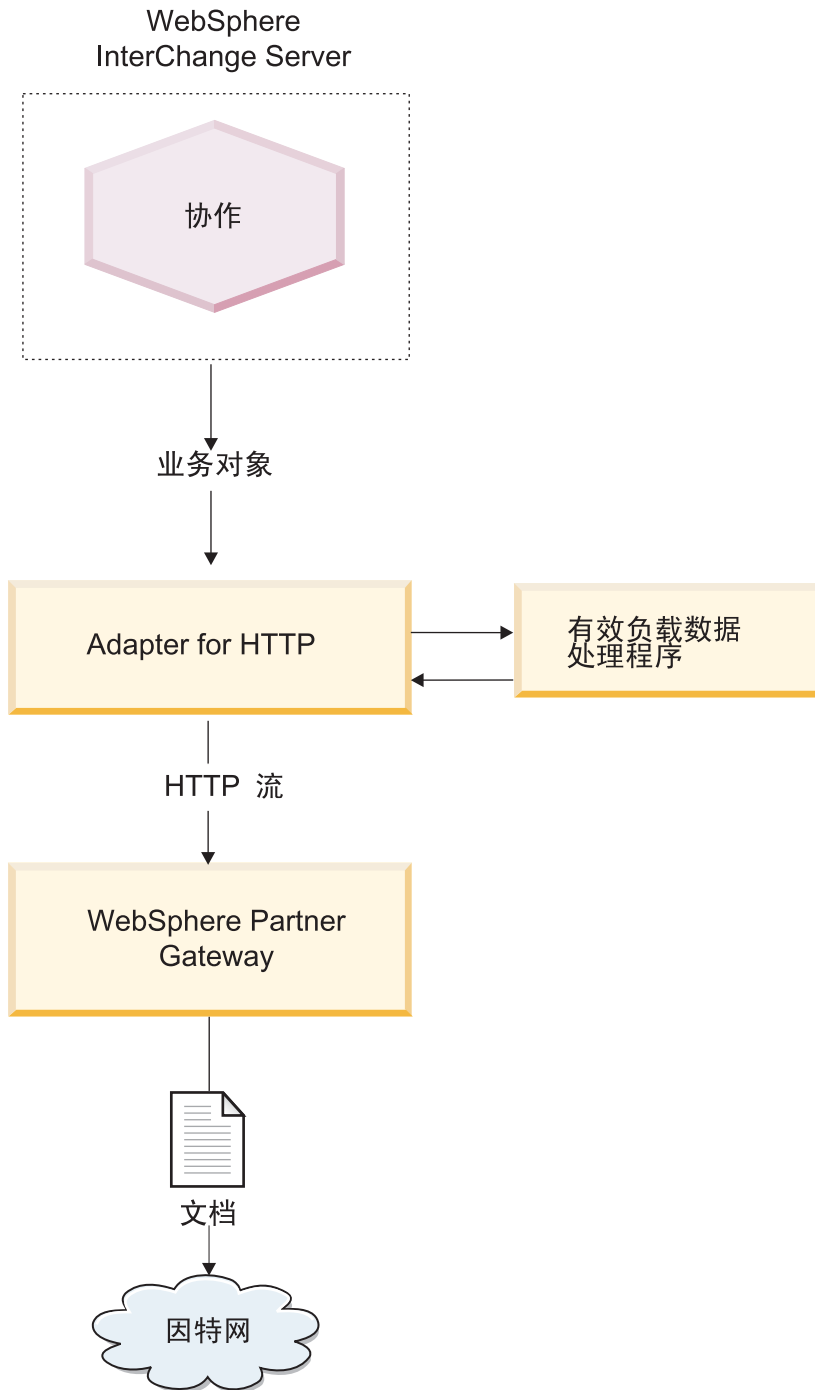 WebSphere
InterChange Server
协作
业务对象
Adapter for HTTP
有效负载数据
处理程序
HTTP 流
WebSphere Partner
Gateway
文档
因特网